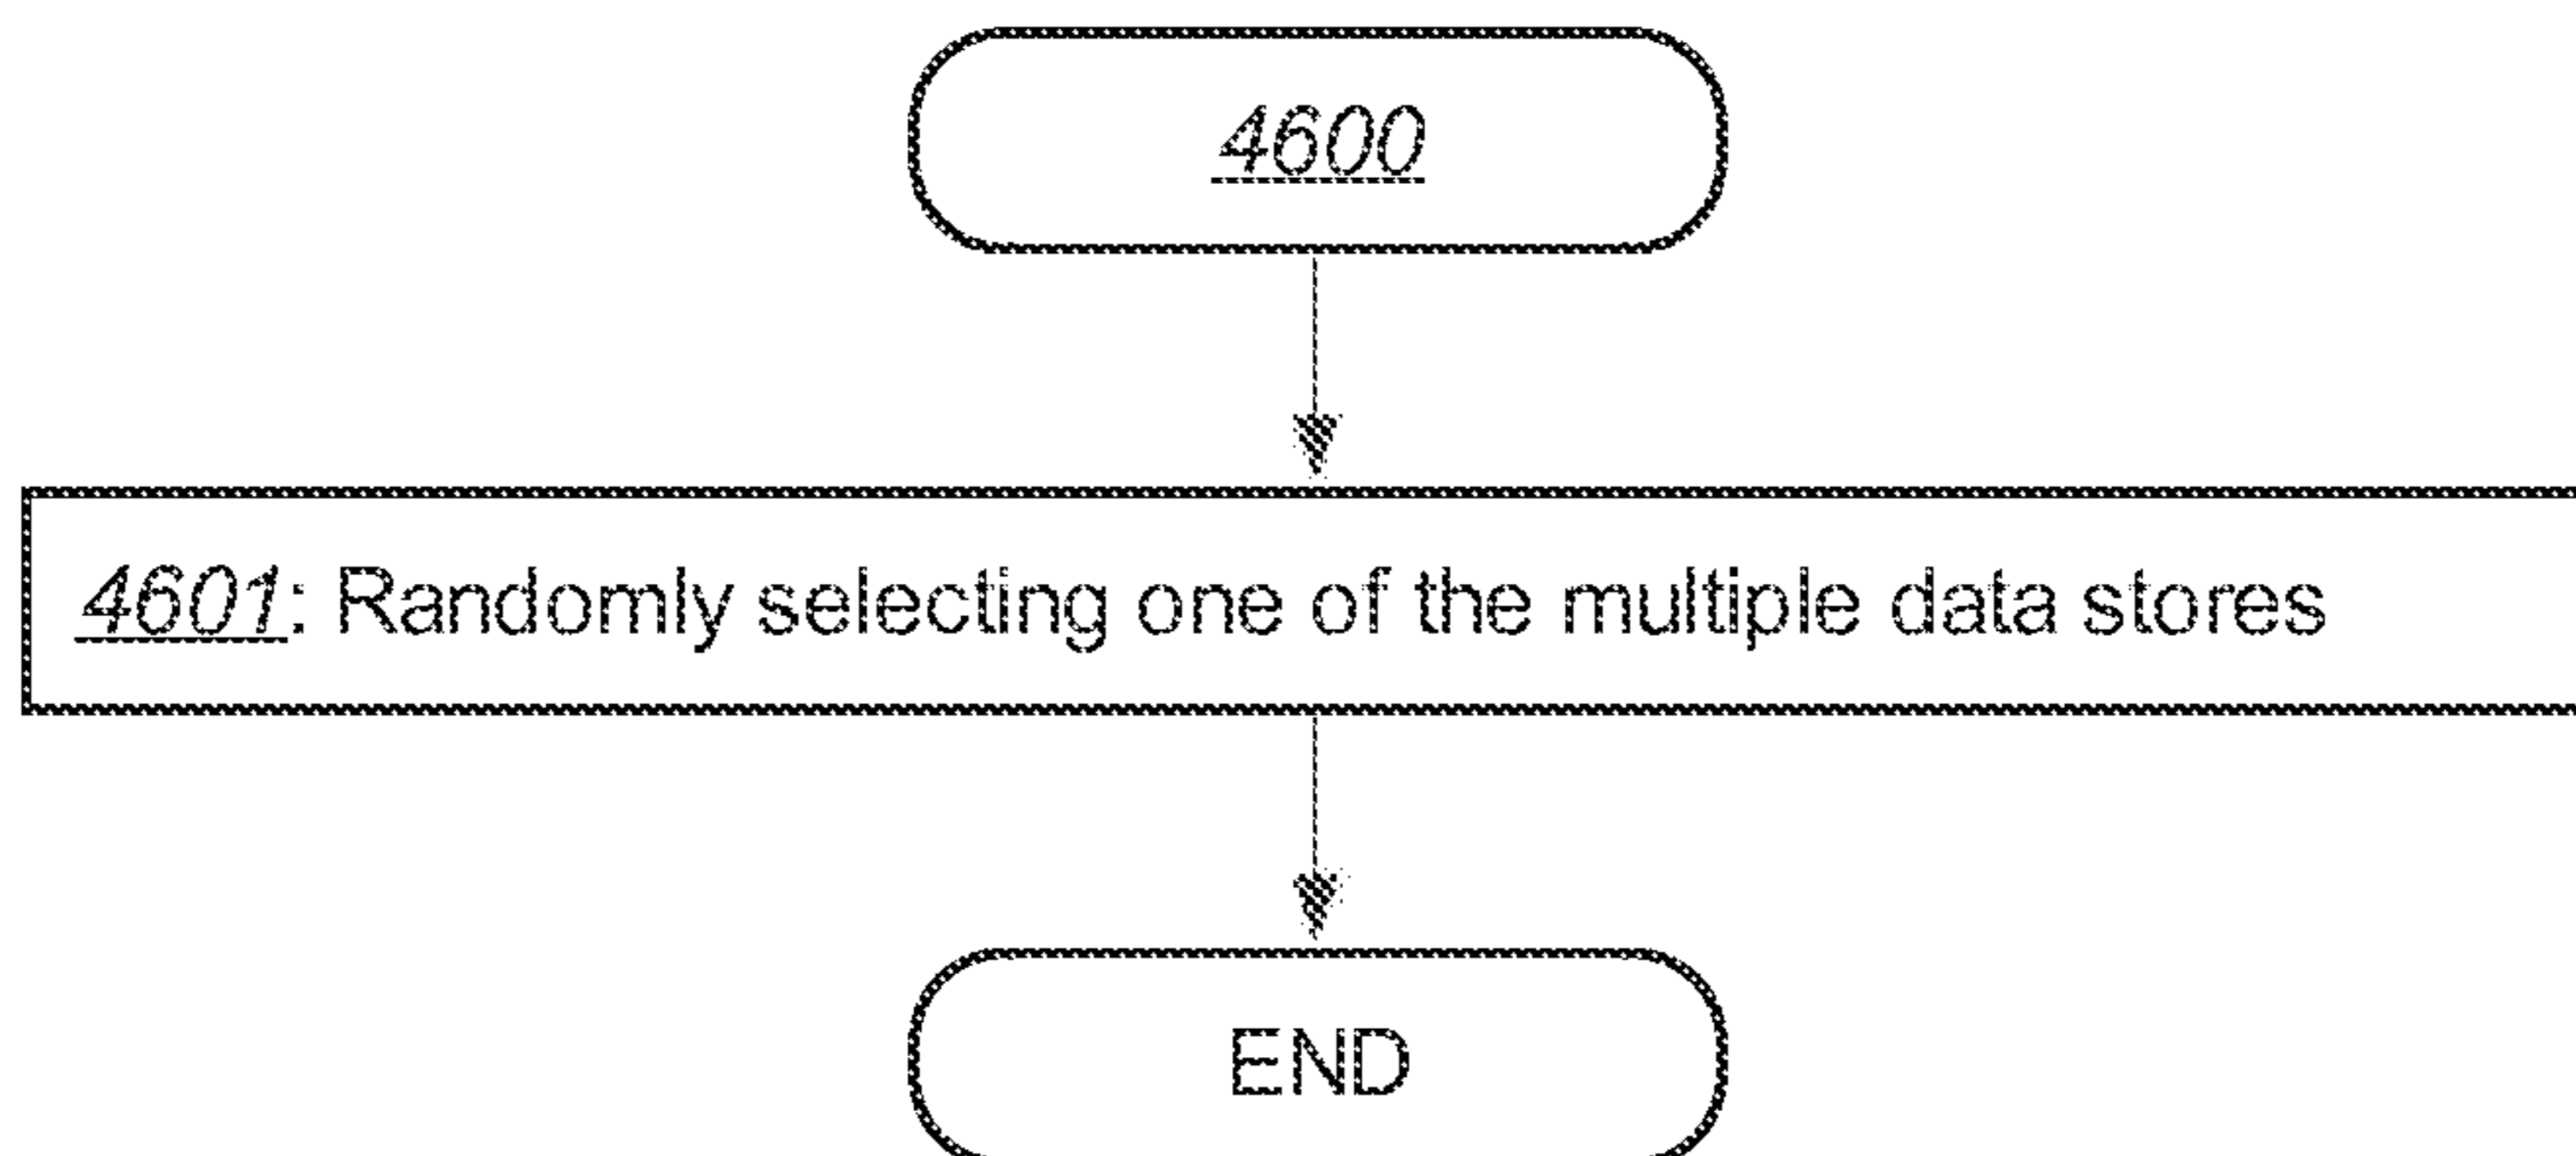 4600
4601: Randomly selecting one of the multiple data stores
END